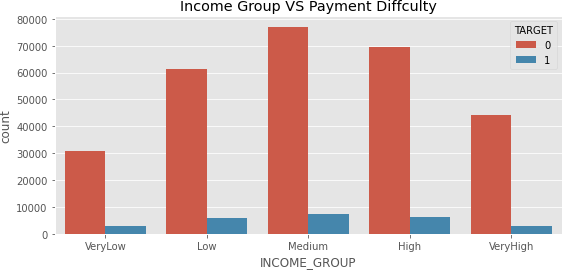 Income Group VS Payment Diffculty
TARGET
0
1
80000
70000
60000
50000
40000
30000
20000
10000
0
count
VeryLow Low Medium High VeryHigh
INCOME_GROUP